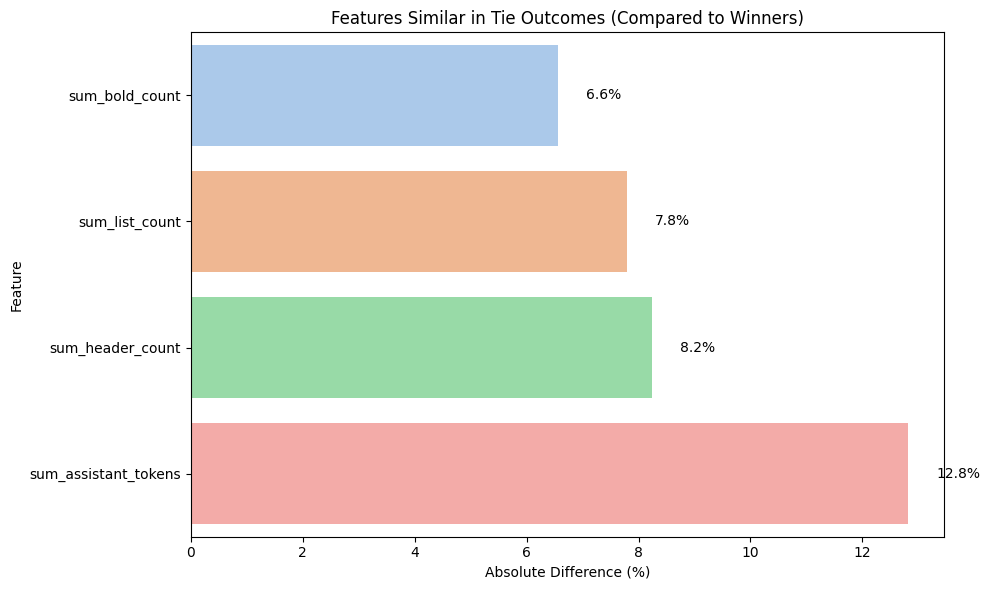 Features Similar in Tie Outcomes (Compared to Winners)
sum_bold_count
6.6%
sum_list_count
7.8%
Feature
sum_header_count
8.2%
sum_assistant_tokens
12.8%
0 2 4 6 8 10 12
Absolute Difference (%)